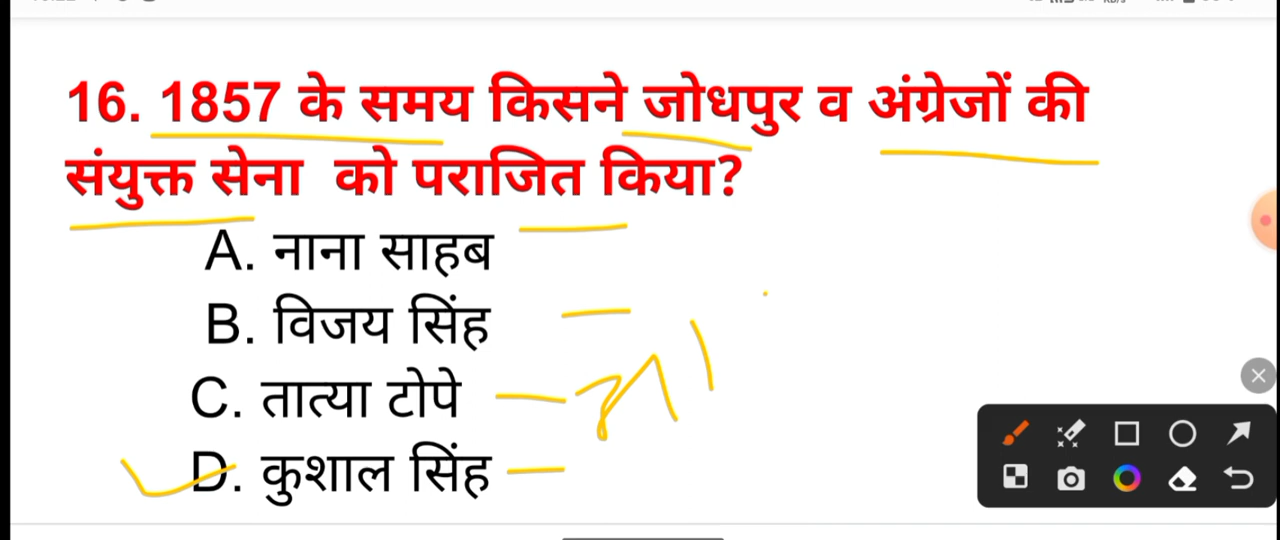 16. 1857 के समय किसने जोधपुर व अंग्रेजों की
संयुक्त सेना को पराजित किया?
A. नाना साहब
B. विजय सिंह
C. तात्या टोपे
D. कुशाल सिंह